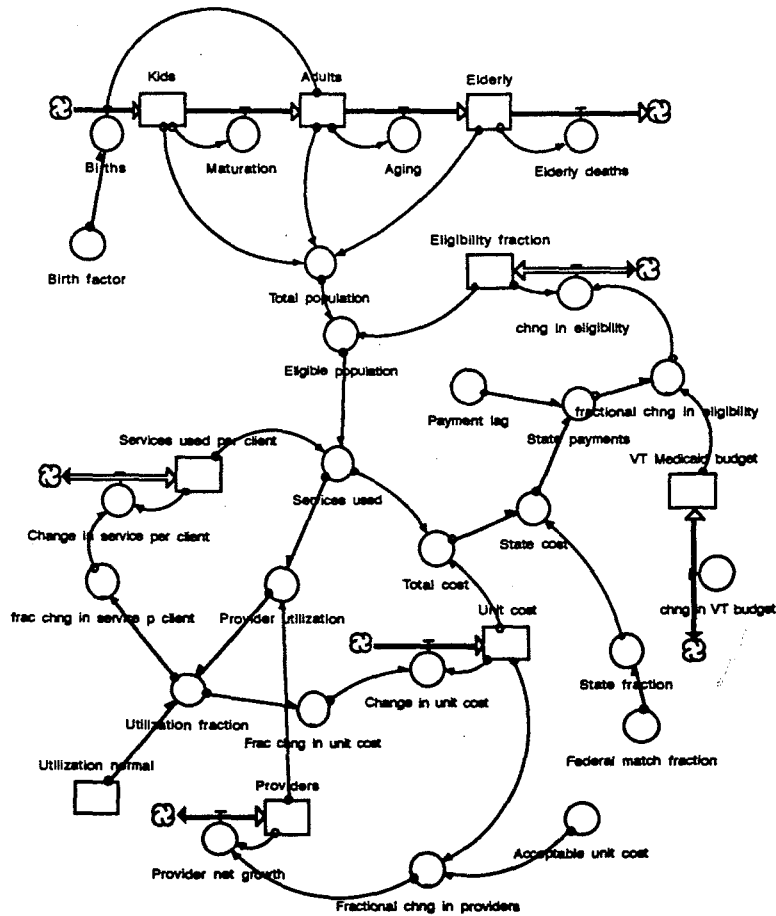 Kids
Adults
Elderly
Births
Maturation
Aging
Elderly deaths
Birth factor
Eligibility fraction
Total population
chng in eligibility
Eligible population
Payment lag
fractional chng in eligibility
State payments
Services used per client
VT Medicaid budget
Services used
Change in service per client
State cost
Total cost
frac chng in service p client
Provider utilization
Unit cost
chng in VT budget
State fraction
Change in unit cost
Utilization fraction
Frac chng in unit cost
Federal match fraction
Utilization normal
Providers
Acceptable unit cost
Provider net growth
Fractional chng in providers